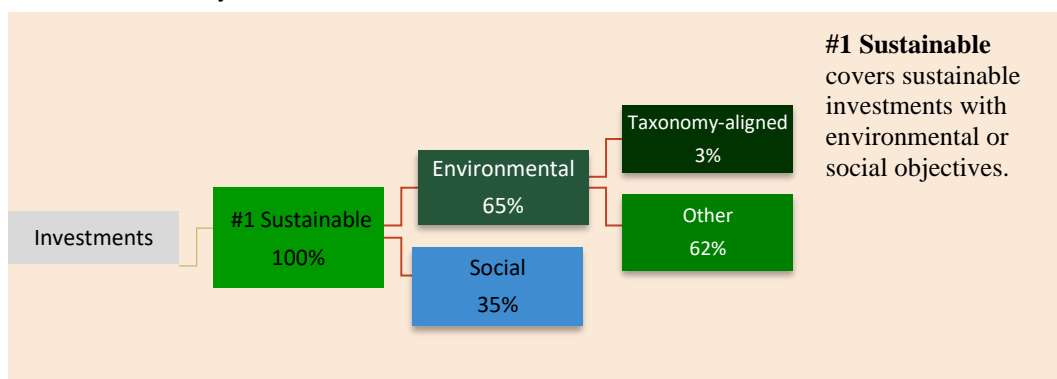 Investments
#1 Sustainable
100%
Environmental
65%
Social
35%
Taxonomy-aligned
3%
Other
62%
#1 Sustainable
covers sustainable
investments with
environmental or
social objectives.